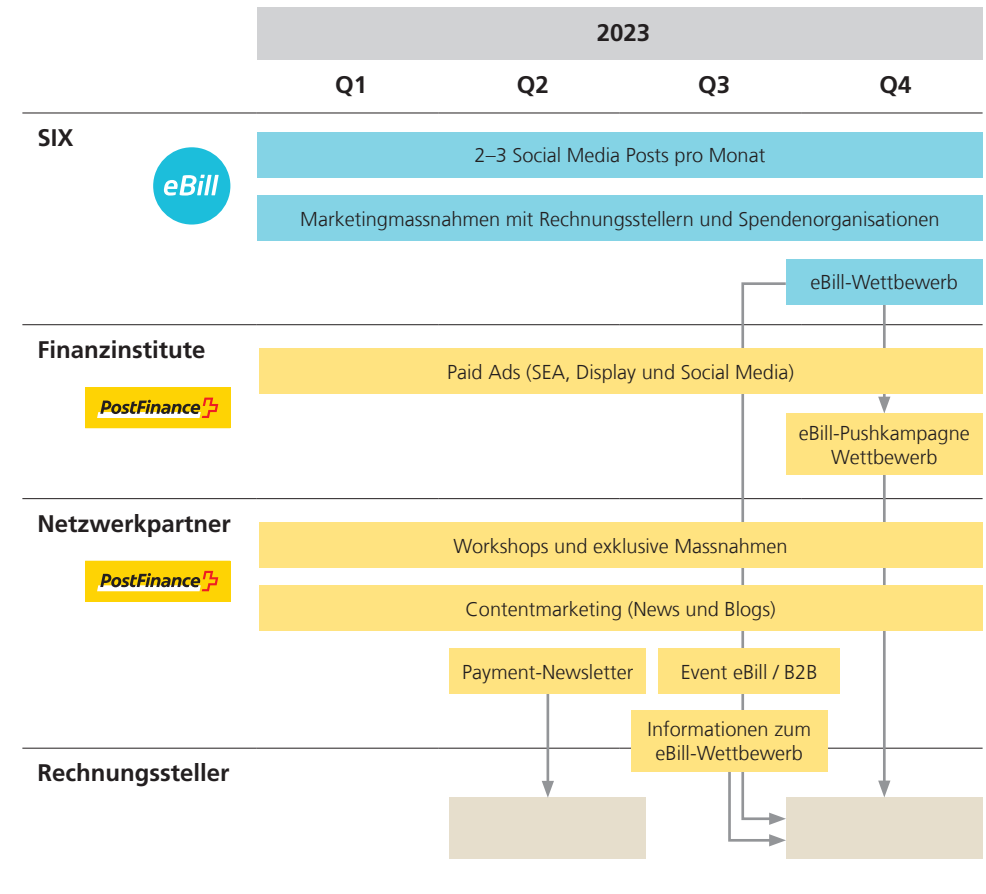 2023
Q1 Q2 Q3 Q4
SIX
eBill
2–3 Social Media Posts pro Monat
Marketingmassnahmen mit Rechnungsstellern und Spendenorganisationen
eBill-Wettbewerb
Finanzinstitute
Paid Ads (SEA, Display und Social Media)
PostFinance
eBill-Pushkampagne
Wettbewerb
Netzwerkpartner
Workshops und exklusive Massnahmen
PostFinance
Contentmarketing (News und Blogs)
Payment-Newsletter
Event eBill / B2B
Informationen zum
eBill-Wettbewerb
Rechnungssteller